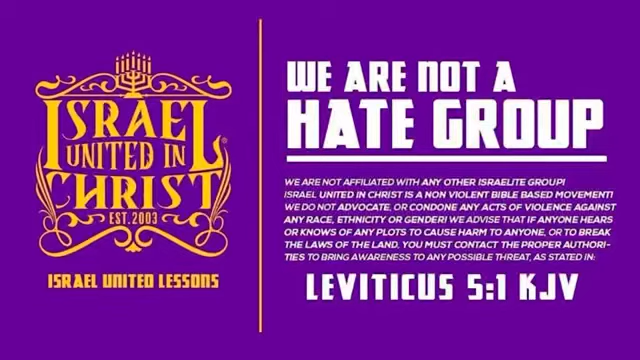 ISRAEL
UNITED IN
CHRIST
EST. 2003
ISRAEL UNITED LESSONS
WE ARE NOT A
HATE GROUP
WE ARE NOT AFFILIATED WITH ANY OTHER ISRAELITE GROUP!
ISRAEL UNITED IN CHRIST IS A NON VIOLENT BIBLE BASED MOVEMENT!
WE DO NOT ADVOCATE, OR CONDONE ANY ACTS OF VIOLENCE AGAINST
ANY RACE, ETHNICITY OR GENDER! WE ADVISE THAT IF ANYONE HEARS
OR KNOWS OF ANY PLOTS TO CAUSE HARM TO ANYONE, OR TO BREAK
THE LAWS OF THE LAND, YOU MUST CONTACT THE PROPER AUTHORI-
TIES TO BRING AWARENESS TO ANY POSSIBLE THREAT, AS STATED IN:
LEVITICUS 5:1 KJV